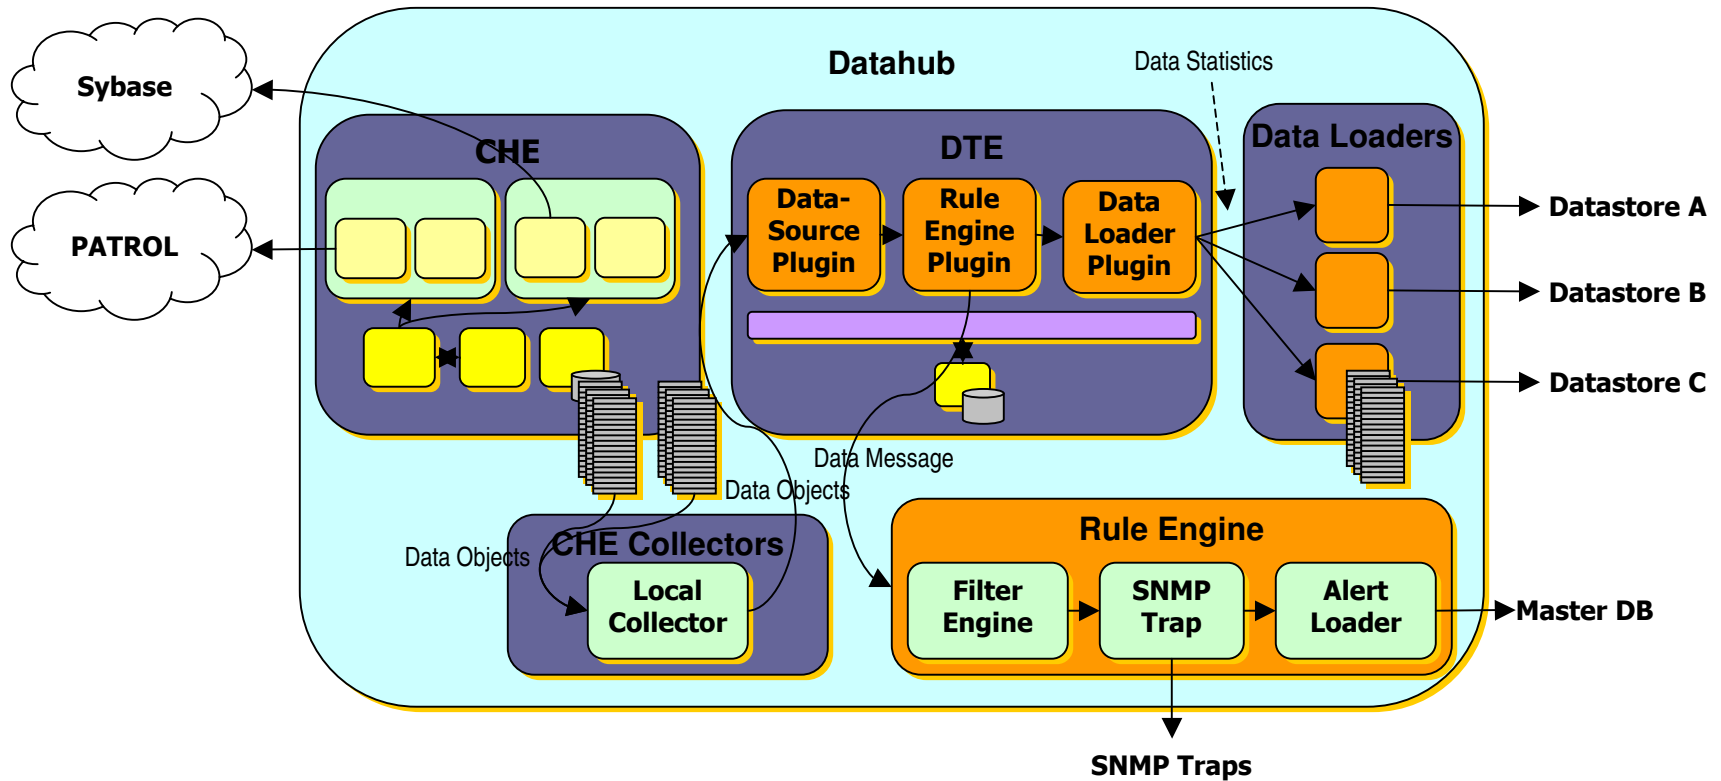 Datahub
Data Statistics
Sybase
PATROL
CHE
DTE
Data Loaders
Data-
Source
Plugin
Rule
Engine
Plugin
Data
Loader
Plugin
Datastore A
Datastore B
Datastore C
Data Message
Data Objects
Data Objects
CHE Collectors
Local
Collector
Rule Engine
Filter
Engine
SNMP
Trap
Alert
Loader
Master DB
SNMP Traps